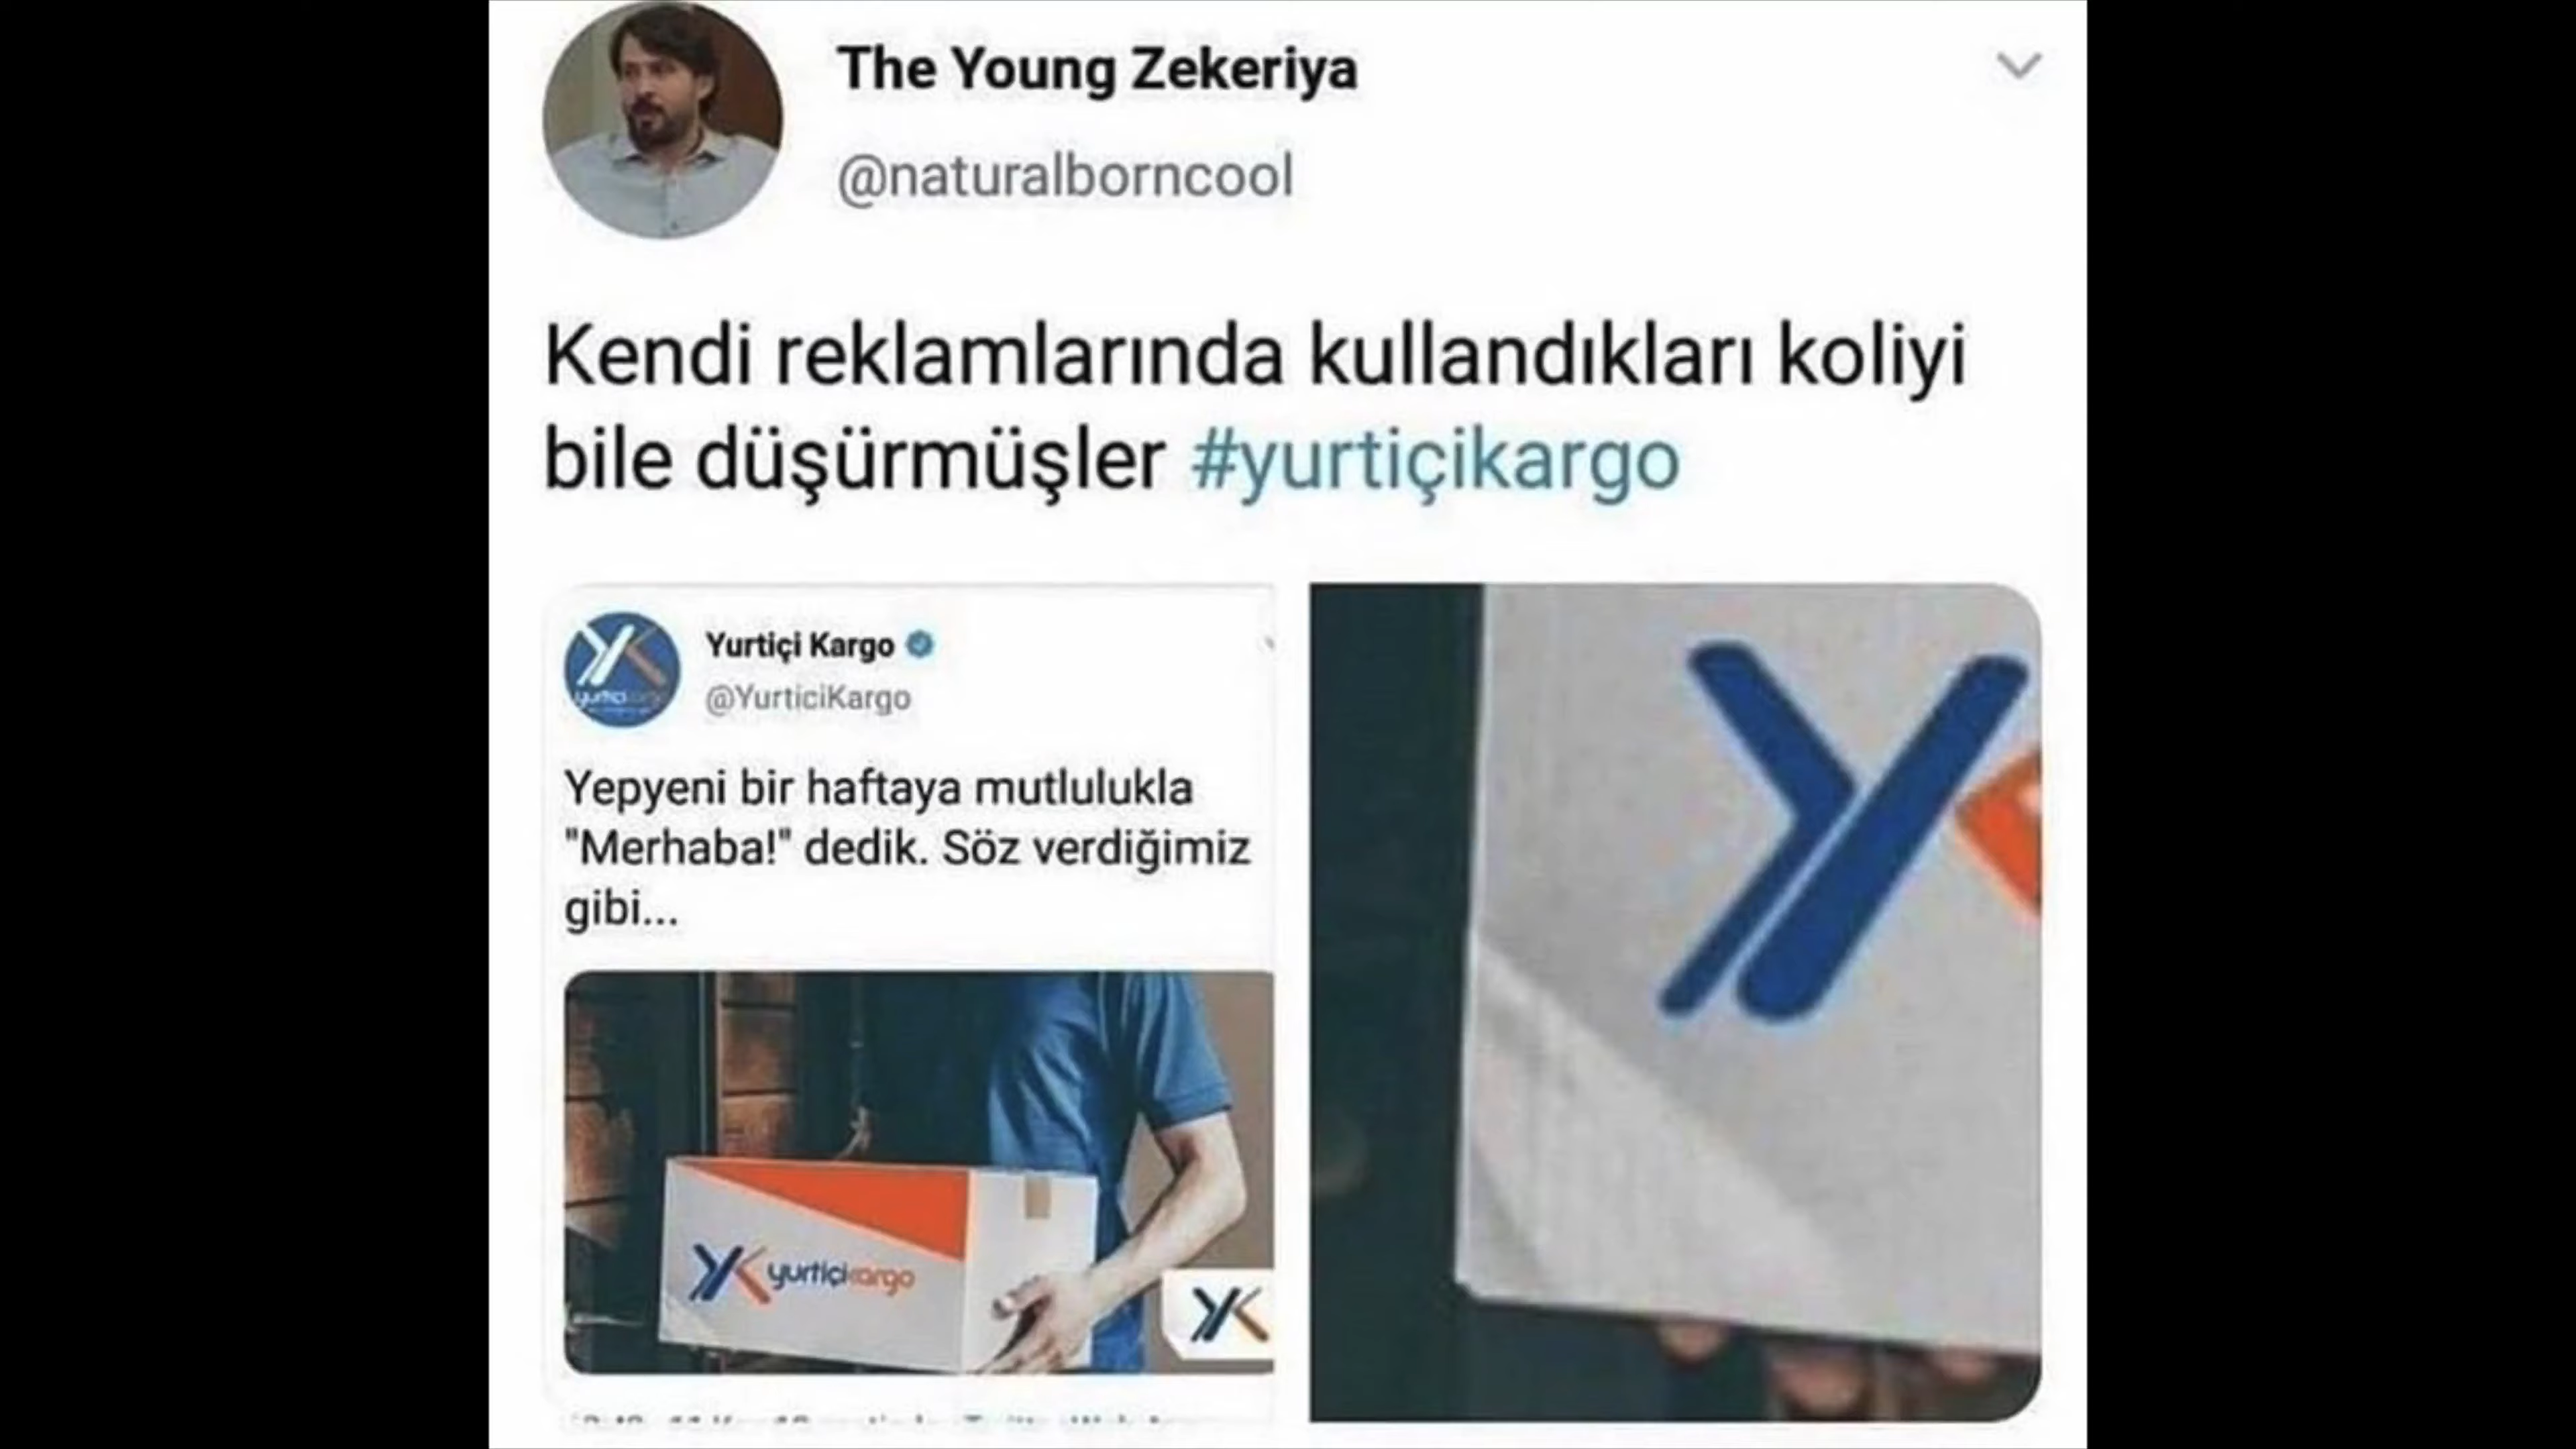 The Young Zekeriya
@naturalborncool
Kendi reklamlarında kullandıkları koliyi
bile düşürmüşler #yurtiçikargo
Yurtiçi Kargo
@YurticiKargo
Yepyeni bir haftaya mutlulukla
"Merhaba!" dedik. Söz verdiğimiz
gibi...
yurtiçikargo